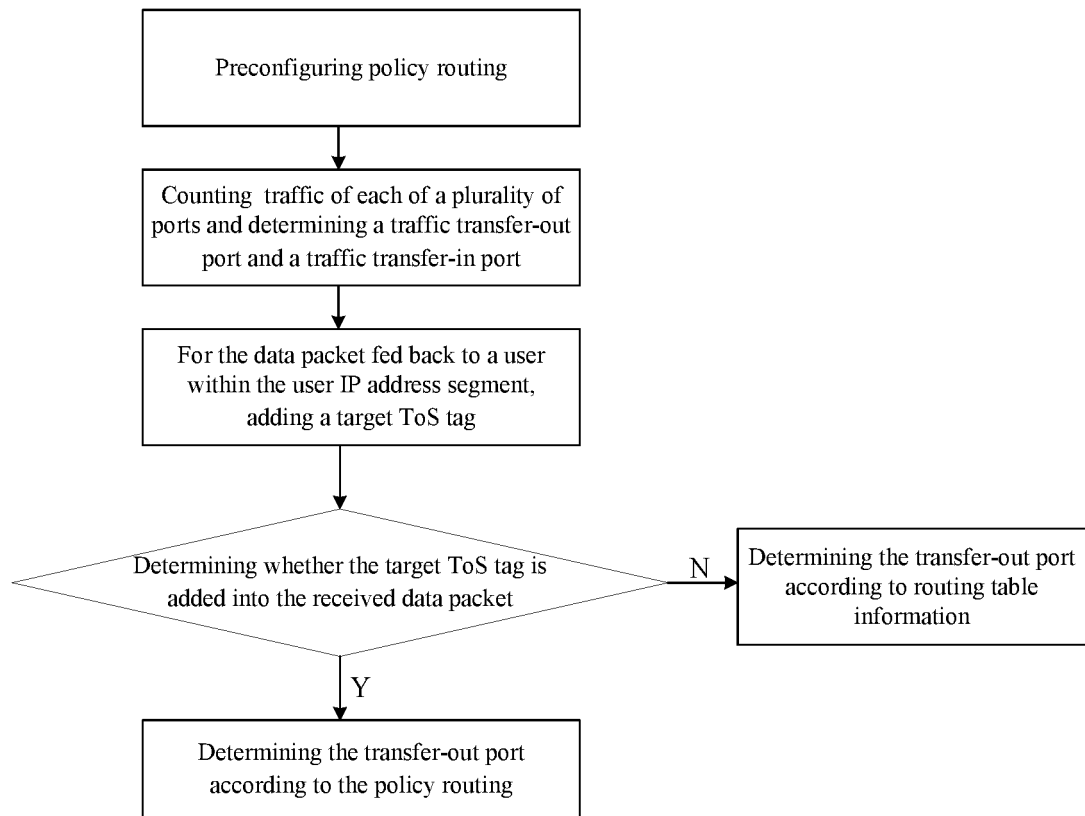 Preconfiguring policy routing
Counting traffic of each of a plurality of
ports and determining a traffic transfer-out
port and a traffic transfer-in port
For the data packet fed back to a user
within the user IP address segment,
adding a target ToS tag
Determining whether the target ToS tag is
added into the received data packet
N
Determining the transfer-out port
according to routing table
information
Y
Determining the transfer-out port
according to the policy routing